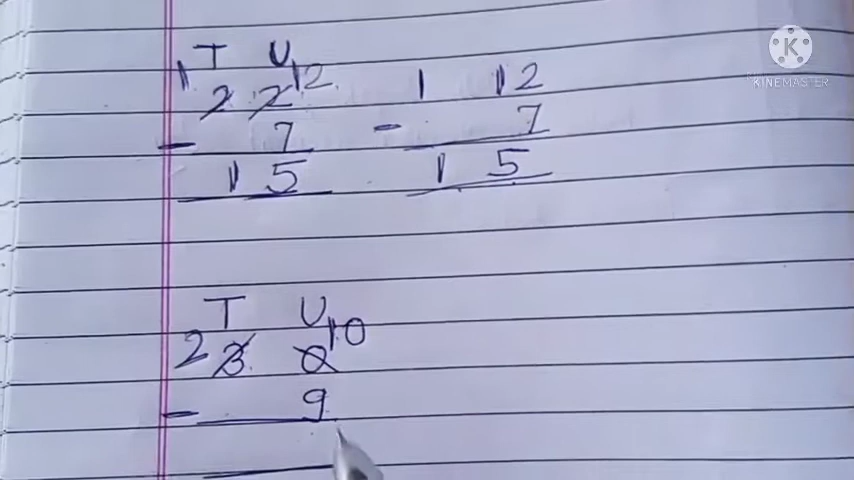 T U
1 2 2 12
- 7
1 5
1 12
- 7
1 5
T U
2 3 0 10
- 9
K
KINEMASTER